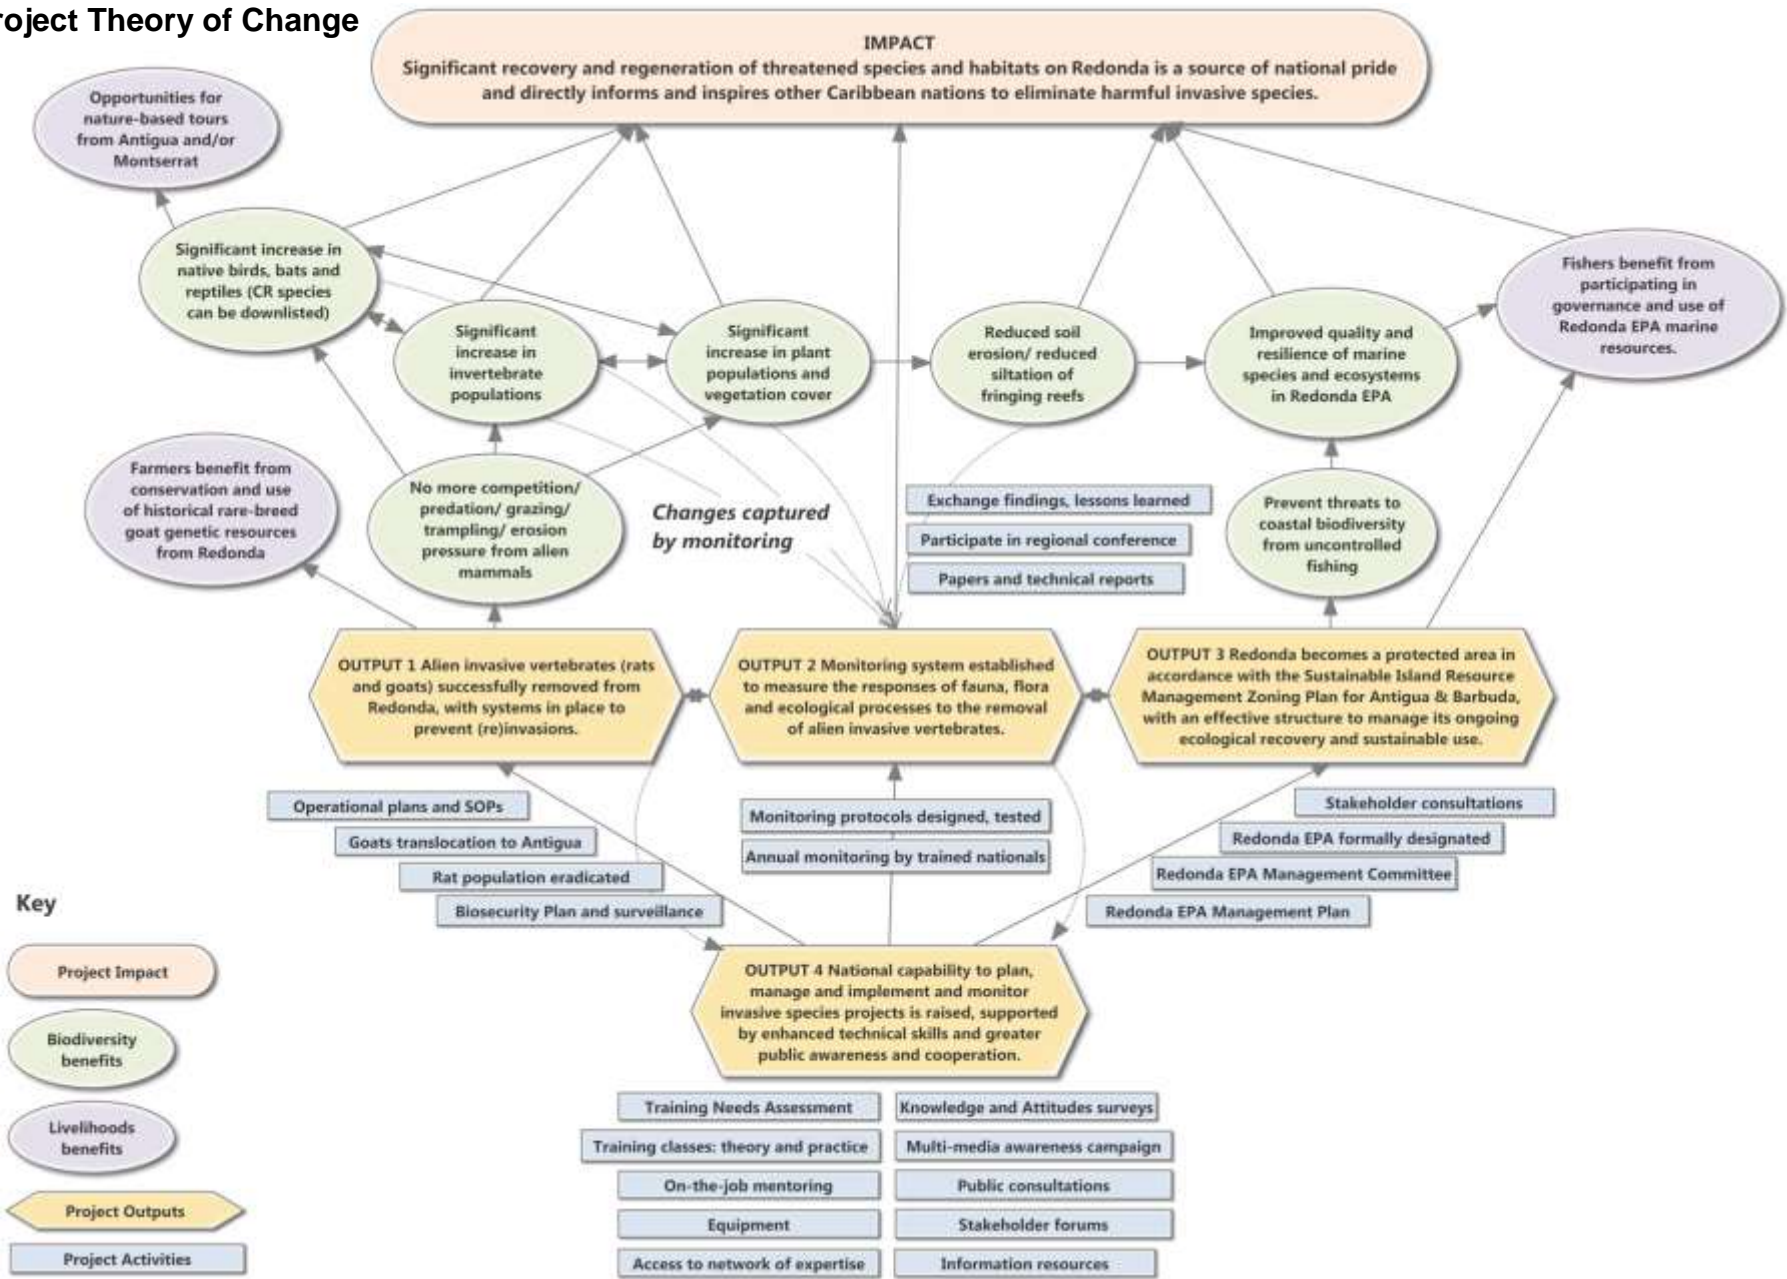 roject Theory of Change
IMPACT
Significant recovery and regeneration of threatened species and habitats on Redonda is a source of national pride
and directly informs and inspires other Caribbean nations to eliminate harmful invasive species.
Opportunities for
nature-based tours
from Antigua and/or
Montserrat
Significant increase in
native birds, bats and
reptiles (CR species
can be downlisted)
Significant
increase in
invertebrate
populations
Significant
increase in plant
populations and
vegetation cover
Reduced soil
erosion/ reduced
siltation of
fringing reefs
Improved quality and
resilience of marine
species and ecosystems
in Redonda EPA
Fishers benefit from
participating in
governance and use of
Redonda EPA marine
resources.
Farmers benefit from
conservation and use
of historical rare-breed
goat genetic resources
from Redonda
No more competition/
predation/ grazing/
trampling/ erosion
pressure from alien
mammals
Changes captured
by monitoring
Exchange findings, lessons learned
Participate in regional conference
Papers and technical reports
Prevent threats to
coastal biodiversity
from uncontrolled
fishing
OUTPUT 1 Alien invasive vertebrates (rats
and goats) successfully removed from
Redonda, with systems in place to
prevent (re)invasions.
OUTPUT 2 Monitoring system established
to measure the responses of fauna, flora
and ecological processes to the removal
of alien invasive vertebrates.
OUTPUT 3 Redonda becomes a protected area in
accordance with the Sustainable Island Resource
Management Zoning Plan for Antigua & Barbuda,
with an effective structure to manage its ongoing
ecological recovery and sustainable use.
Operational plans and SOPs
Goats translocation to Antigua
Rat population eradicated
Biosecurity Plan and surveillance
Monitoring protocols designed, tested
Annual monitoring by trained nationals
Stakeholder consultations
Redonda EPA formally designated
Redonda EPA Management Committee
Redonda EPA Management Plan
OUTPUT 4 National capability to plan,
manage and implement and monitor
invasive species projects is raised, supported
by enhanced technical skills and greater
public awareness and cooperation.
Training Needs Assessment
Training classes: theory and practice
On-the-job mentoring
Equipment
Access to network of expertise
Knowledge and Attitudes surveys
Multi-media awareness campaign
Public consultations
Stakeholder forums
Information resources
Key
Project Impact
Biodiversity
benefits
Livelihoods
benefits
Project Outputs
Project Activities